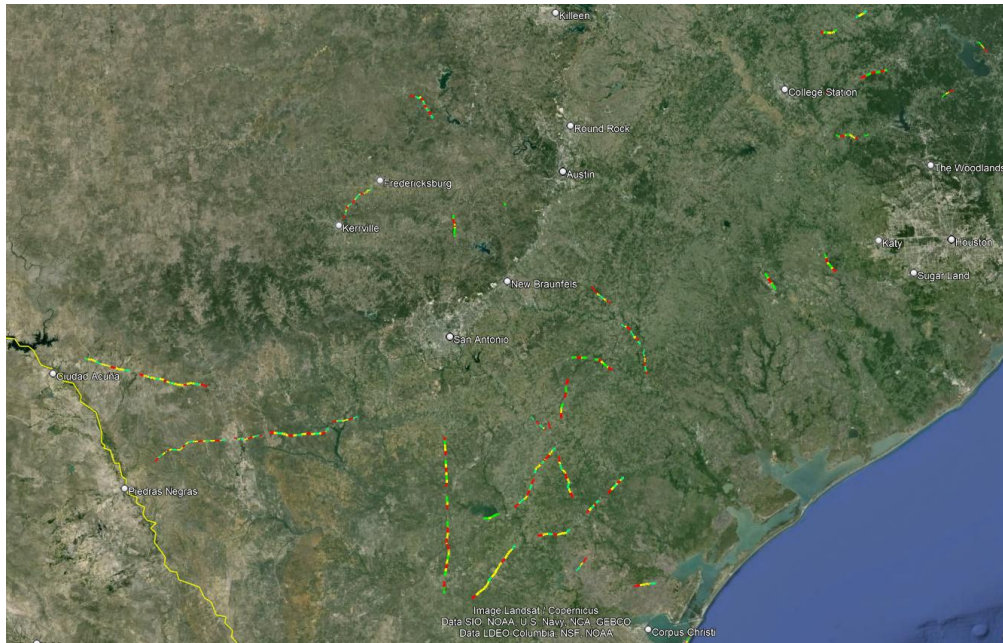 Killeen
College Station
Round Rock
The Woodlands
Austin
Fredericksburg
Kerrville
Katy
Houston
Sugar Land
New Braunfels
San Antonio
Ciudad Acuña
Piedras Negras
Image Landsat / Copernicus
Data SIO, NOAA, U.S. Navy, NGA, GEBCO
Data LDEO-Columbia, NSF, NOAA
Corpus Christi